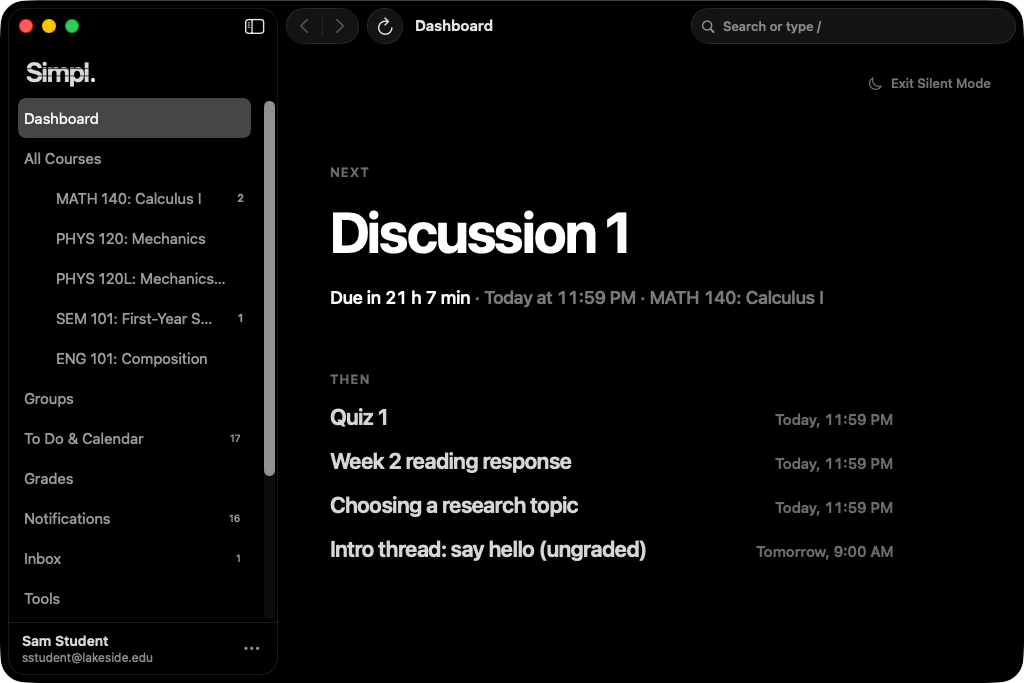 Dashboard
Search or type /
Simpl.
Exit Silent Mode
Dashboard
All Courses
MATH 140: Calculus I 2
PHYS 120: Mechanics
PHYS 120L: Mechanics...
SEM 101: First-Year S... 1
ENG 101: Composition
Groups
To Do & Calendar 17
Grades
Notifications 16
Inbox 1
Tools
Sam Student
sstudent@lakeside.edu
NEXT
Discussion 1
Due in 21 h 7 min · Today at 11:59 PM · MATH 140: Calculus I
THEN
Quiz 1 Today, 11:59 PM
Week 2 reading response Today, 11:59 PM
Choosing a research topic Today, 11:59 PM
Intro thread: say hello (ungraded) Tomorrow, 9:00 AM